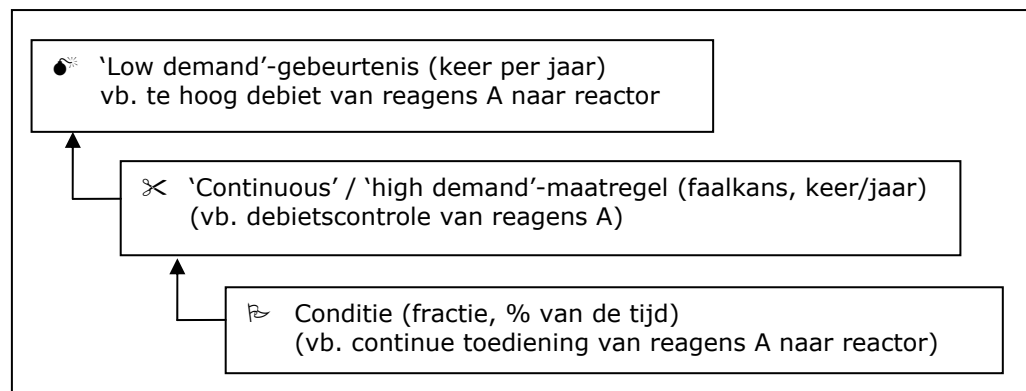 ‘Low demand’-gebeurtenis (keer per jaar)
vb. te hoog debiet van reagens A naar reactor
‘Continuous’ / ‘high demand’-maatregel (faalkans, keer/jaar)
(vb. debietscontrole van reagens A)
Conditie (fractie, % van de tijd)
(vb. continue toediening van reagens A naar reactor)